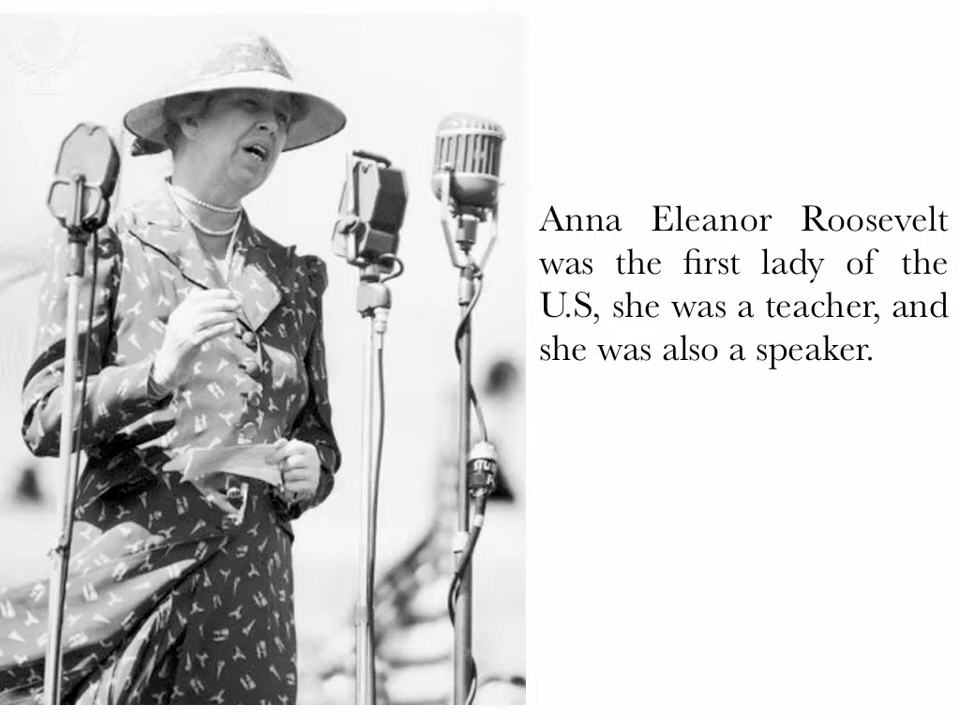 Anna Eleanor Roosevelt
was the first lady of the
U.S, she was a teacher, and
she was also a speaker.